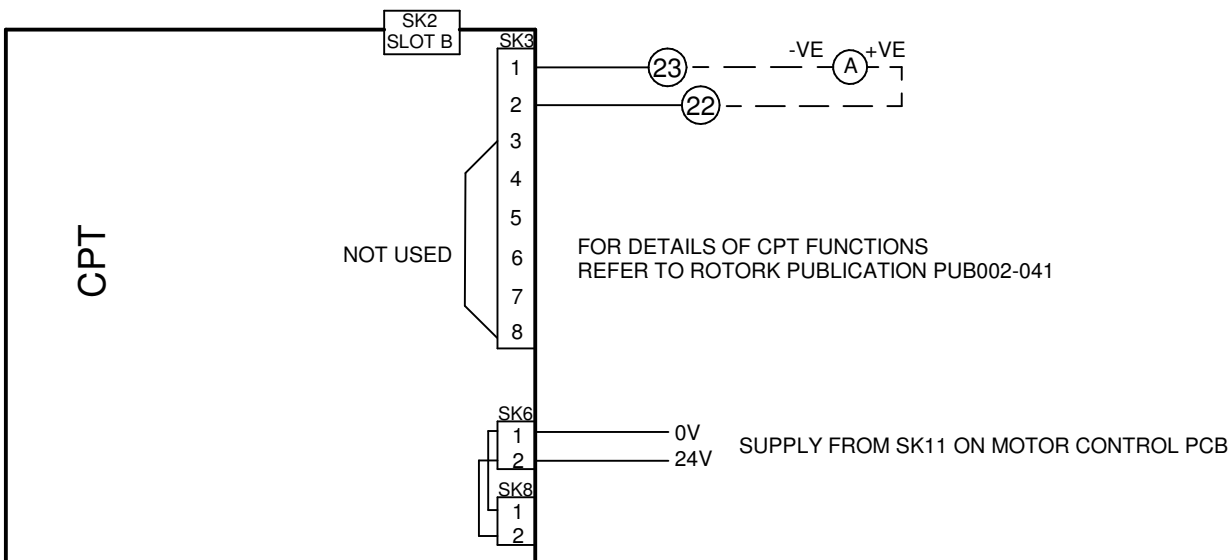 SK2
SLOT B
SK3
1
23
-VE
A
+VE
2
22
3
4
5
6
7
8
NOT USED
CPT
FOR DETAILS OF CPT FUNCTIONS
REFER TO ROTORK PUBLICATION PUB002-041
SK6
1
0V
2
24V
SUPPLY FROM SK11 ON MOTOR CONTROL PCB
SK8
1
2